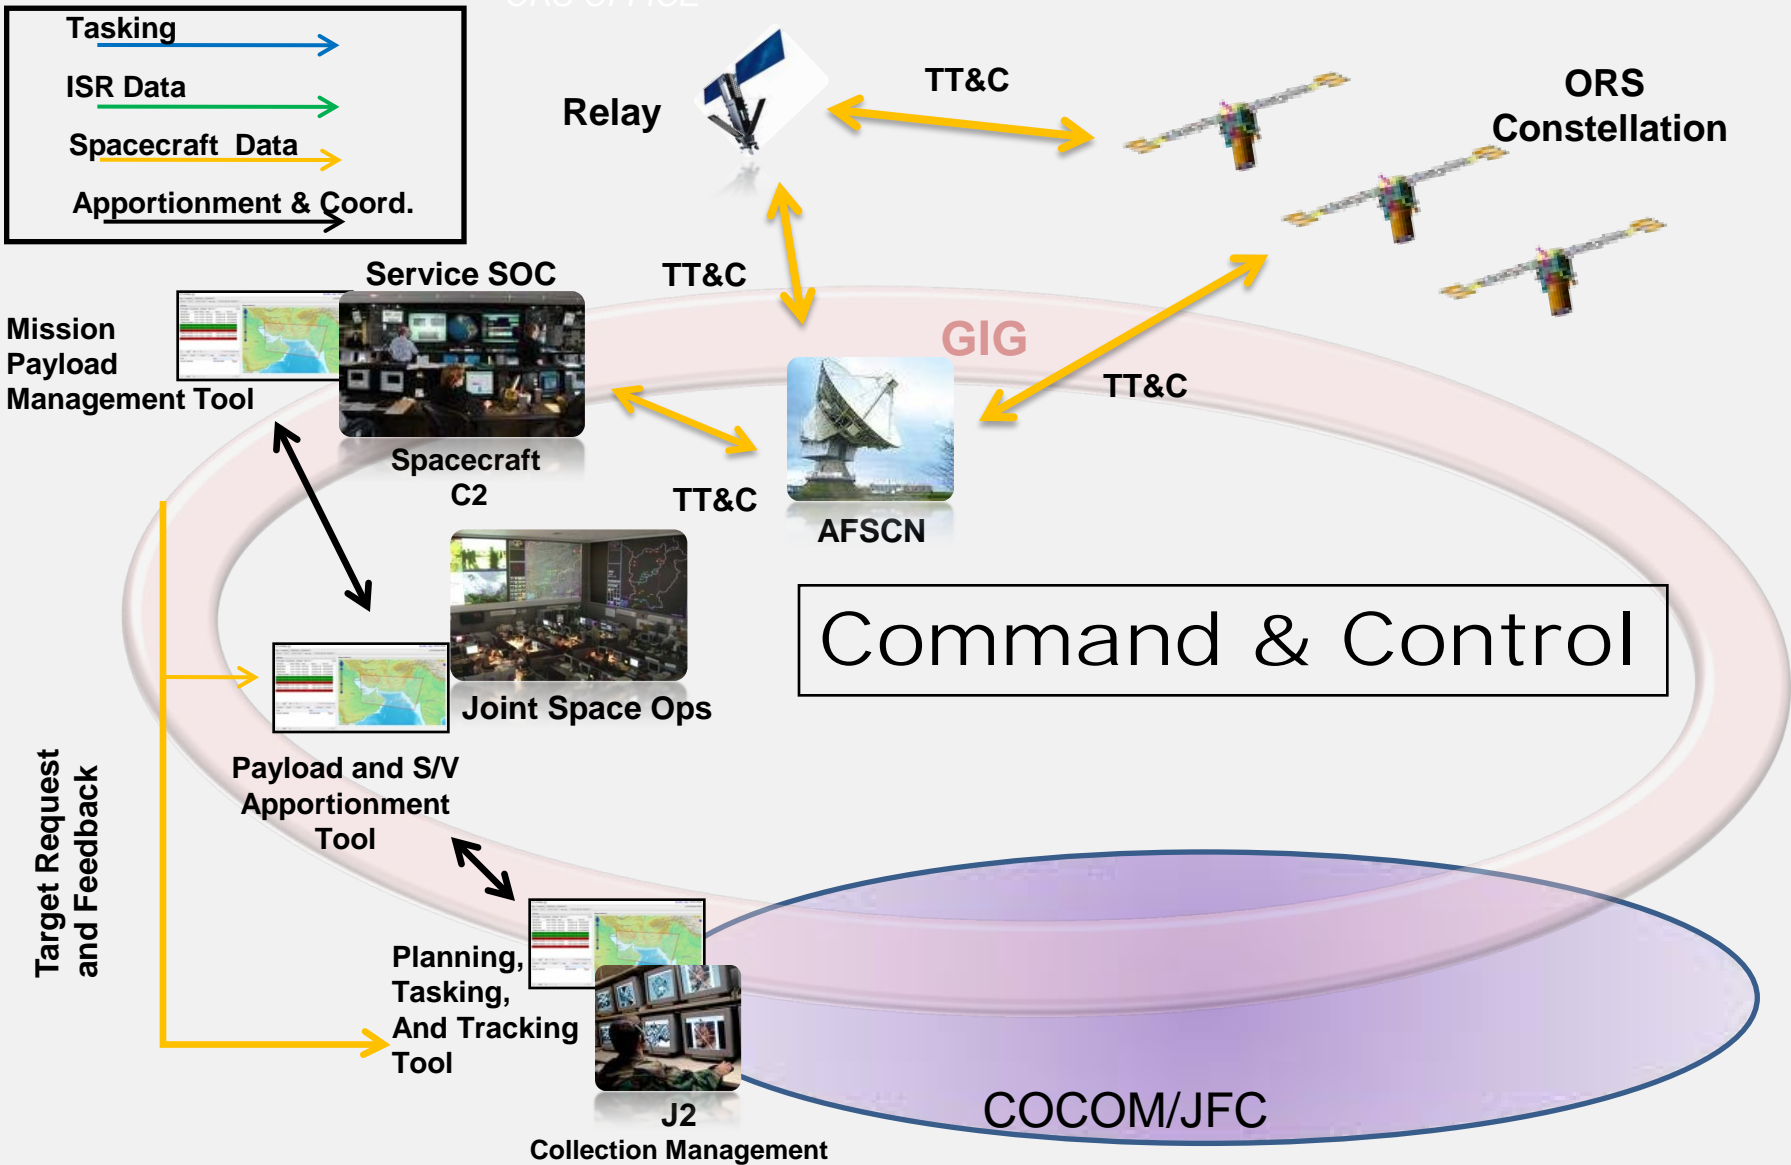 ORS OFFICE
Tasking
ISR Data
Spacecraft Data
Apportionment & Coord.
Relay
TT&C
ORS
Constellation
Service SOC
TT&C
GIG
Mission
Payload
Management Tool
TT&C
Spacecraft
C2
TT&C
AFSCN
Command & Control
Joint Space Ops
Payload and S/V
Apportionment
Tool
Target Request
and Feedback
Planning,
Tasking,
And Tracking
Tool
J2
Collection Management
COCOM/JFC